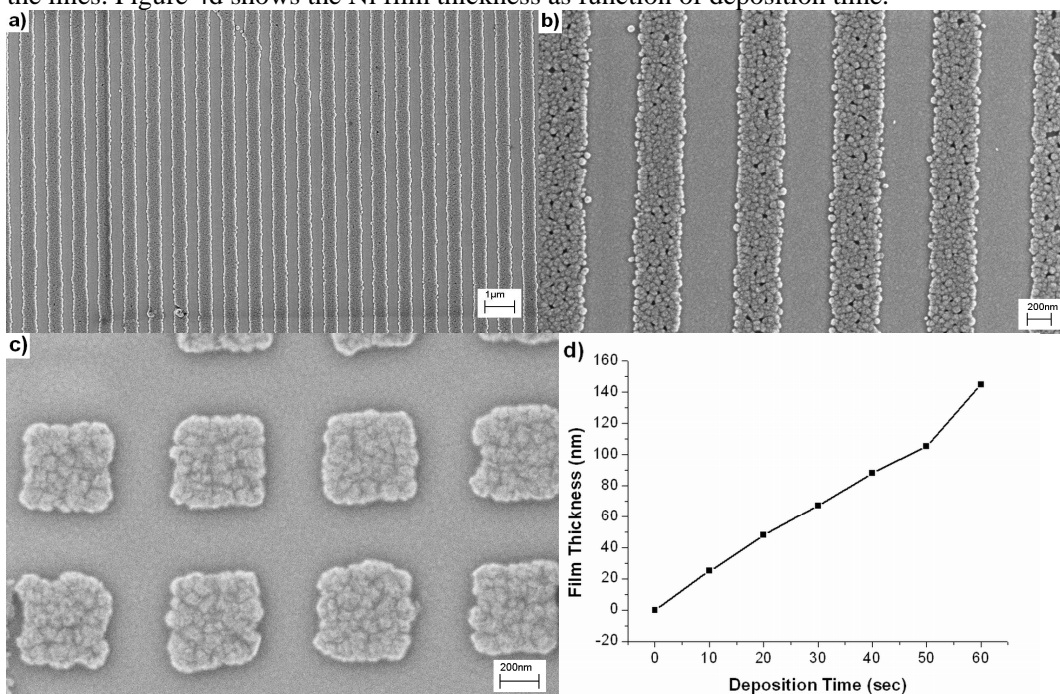 the lines. Figure 4d shows the Ni film thickness as function of deposition time.
a)
1µm
b)
200nm
c)
200nm
d)
160
140
120
100
80
60
40
20
0
-20
Film Thickness (nm)
0 10 20 30 40 50 60
Deposition Time (sec)